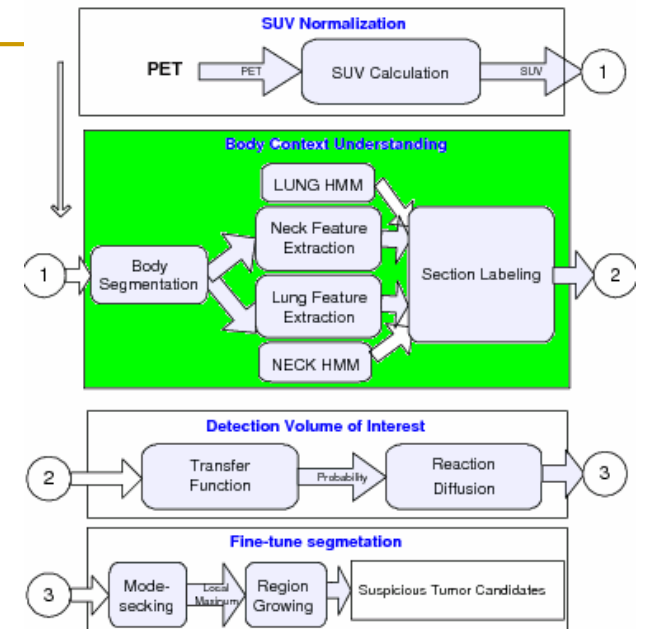 SUV Normalization
PET
PET
SUV Calculation
SUV
1
Body Context Understanding
LUNG HMM
Neck Feature
Extraction
1
Body
Segmentation
Section Labeling
2
Lung Feature
Extraction
NECK HMM
Detection Volume of Interest
2
Transfer
Function
Probability
Reaction
Diffusion
3
Fine-tune segmetation
3
Mode-
secking
Local
Maximum
Region
Growing
Suspicious Tumor Candidates